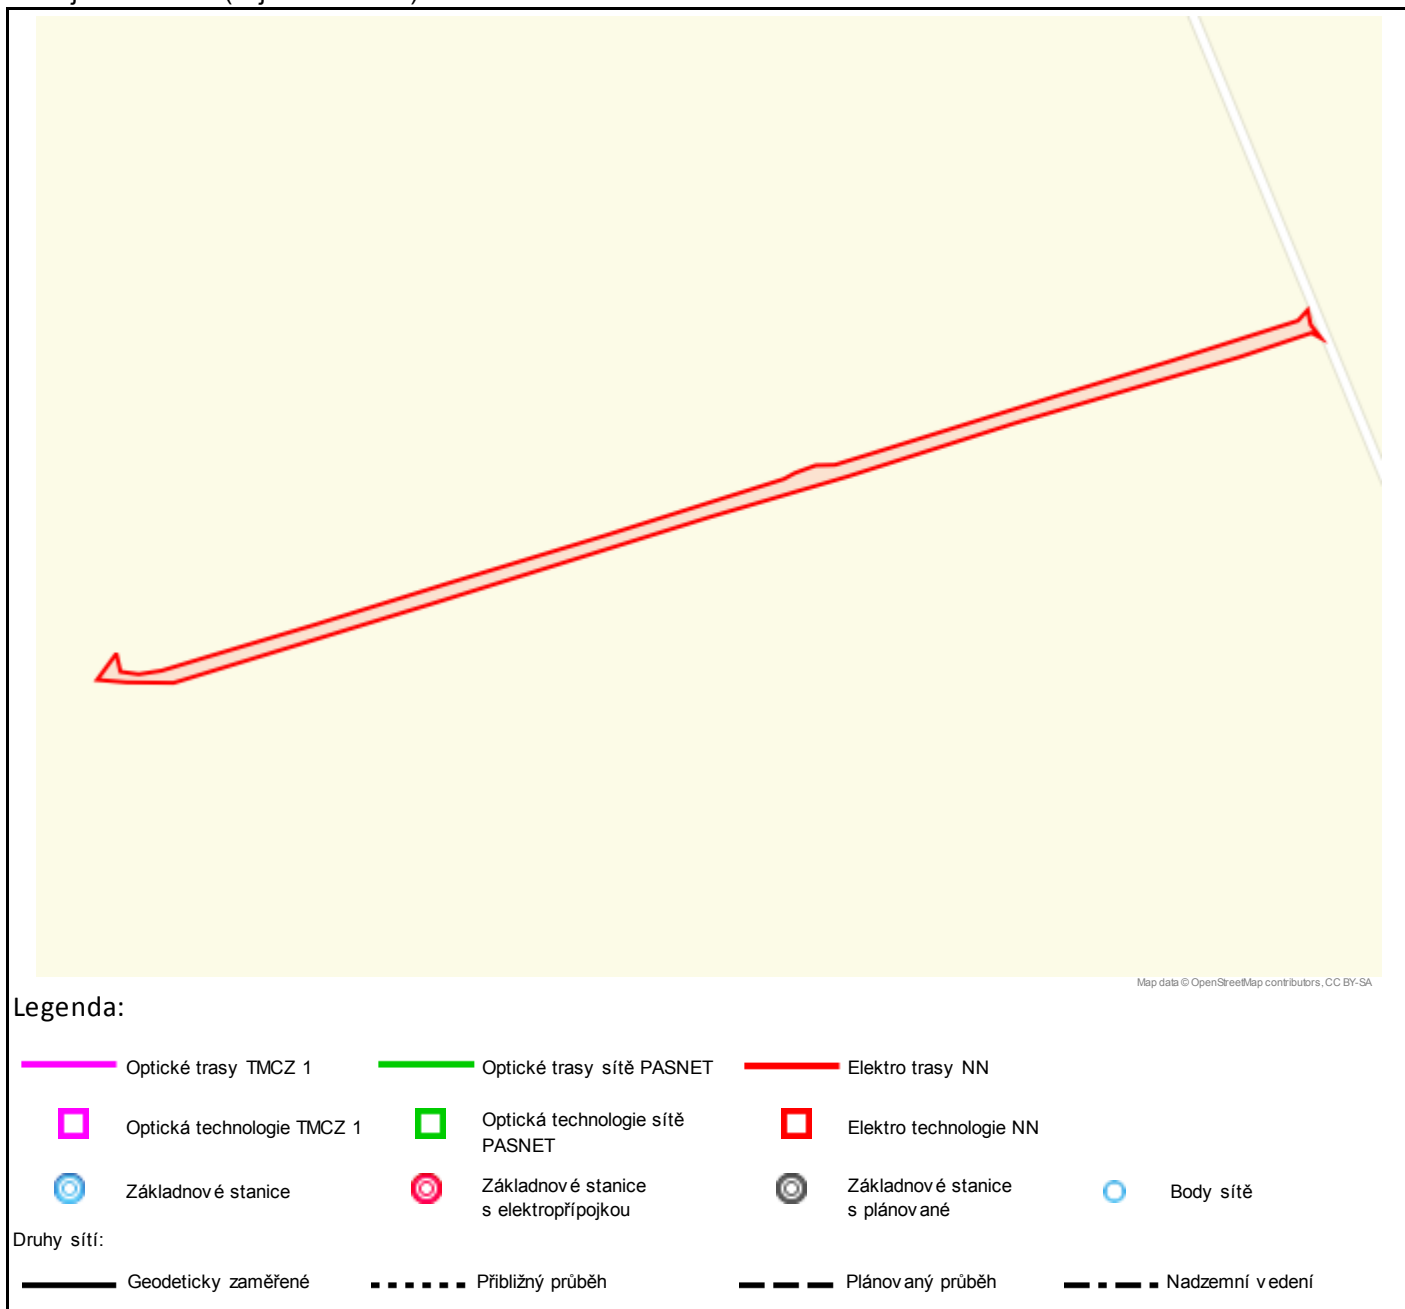 Map data © OpenStreetMap contributors, CC BY-SA
Legenda:
Optické trasy TMCZ 1
Optické trasy sítě PASNET
Elektro trasy NN
Optická technologie TMCZ 1
Optická technologie sítě
PASNET
Elektro technologie NN
Základnové stanice
Základnové stanice
s elektropřípojkou
Základnové stanice
s plánované
Body sítě
Druhy sítí:
Geodeticky zaměřené
Přibližný průběh
Plánovaný průběh
Nadzemní vedení